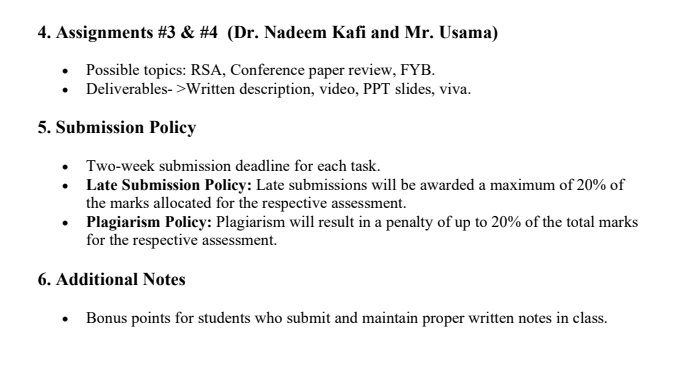 4. Assignments #3 & #4  (Dr. Nadeem Kafi and Mr. Usama)
• Possible topics: RSA, Conference paper review, FYB.
• Deliverables- >Written description, video, PPT slides, viva.
5. Submission Policy
• Two-week submission deadline for each task.
• Late Submission Policy: Late submissions will be awarded a maximum of 20% of
the marks allocated for the respective assessment.
• Plagiarism Policy: Plagiarism will result in a penalty of up to 20% of the total marks
for the respective assessment.
6. Additional Notes
• Bonus points for students who submit and maintain proper written notes in class.